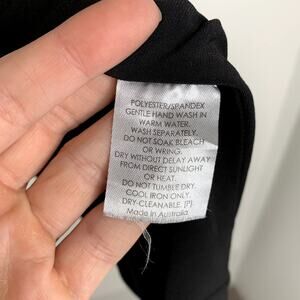 POLYESTER/SPANDEX
GENTLE HAND WASH IN
WARM WATER.
WASH SEPARATELY.
DO NOT SOAK BLEACH
OR WRING.
DRY WITHOUT DELAY AWAY
FROM DIRECT SUNLIGHT
OR HEAT.
DO NOT TUMBLE DRY.
COOL IRON ONLY.
DRY-CLEANABLE. [P]
Made in Australia